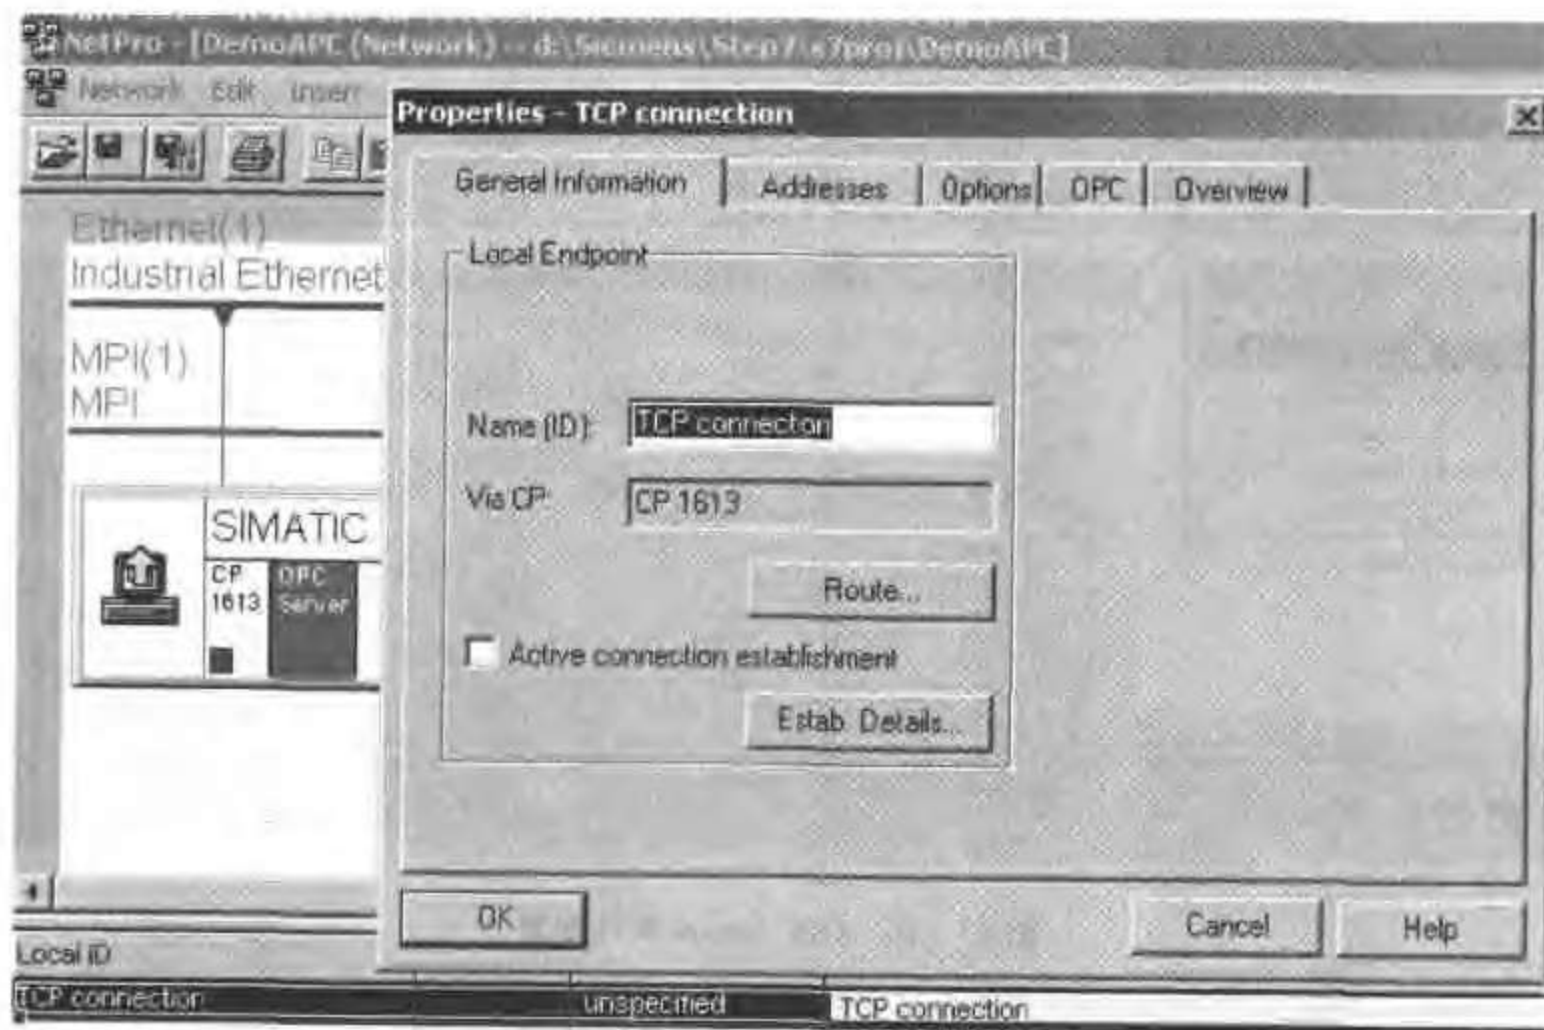 NetPro - [DemoAPC (Network) -- d:\Siemens\Step7\s7proj\DemoAPC]
Network Edit Insert
Properties - TCP connection
General Information Addresses Options OPC Overview
Ethernet(1)
Industrial Ethernet
MPI(1)
MPI
SIMATIC
CP
1613
OPC
Server
Local Endpoint
Name (ID):
TCP connection
Via CP:
CP 1613
Route...
Active connection establishment
Estab. Details...
OK Cancel Help
Local ID
TCP connection unspecified TCP connection